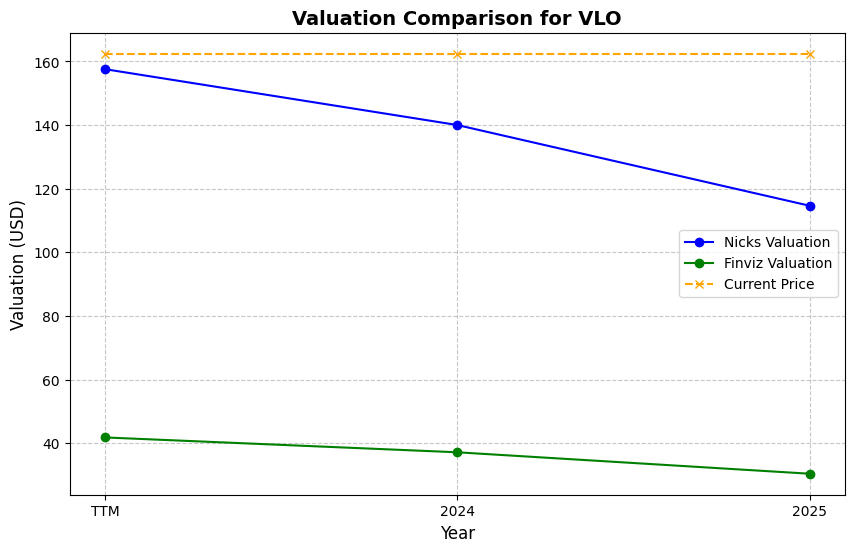 Valuation Comparison for VLO
Valuation (USD)
160
140
120
100
80
60
40
Nicks Valuation
Finviz Valuation
Current Price
TTM
2024
2025
Year